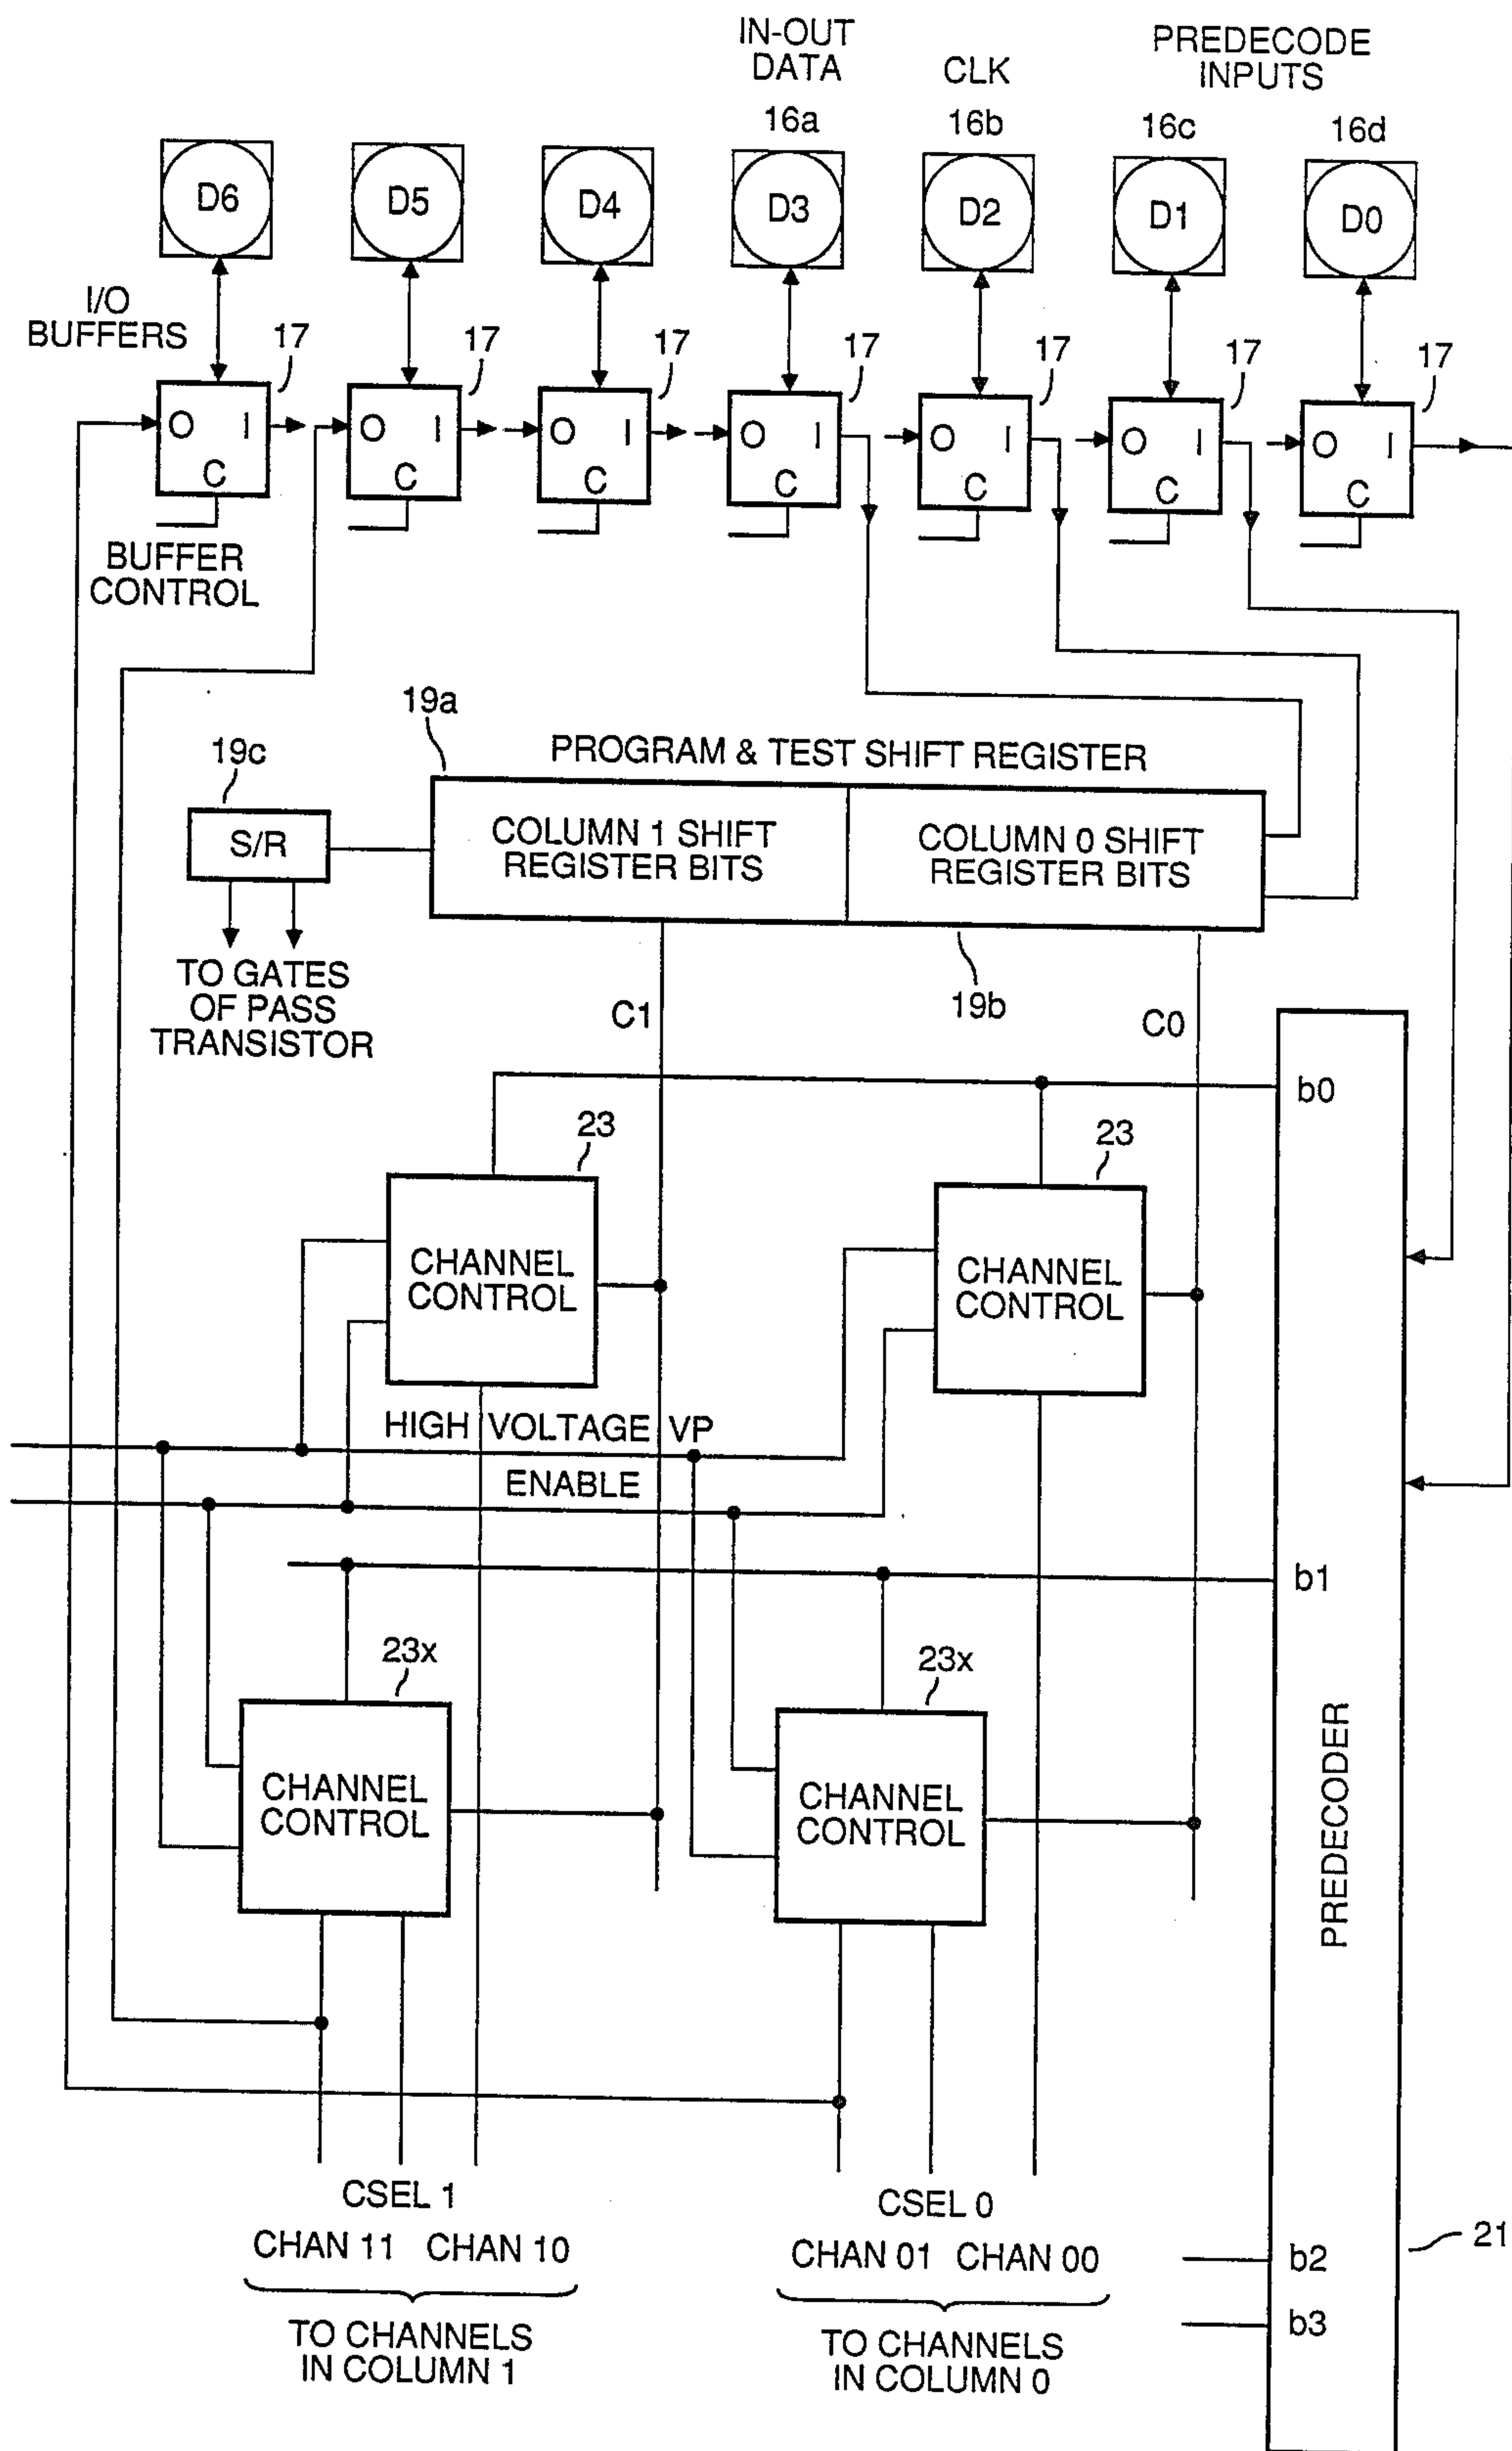 IN-OUT
DATA
CLK
PREDECODE
INPUTS
16a
16b
16c
16d
D6
D5
D4
D3
D2
D1
D0
I/O
BUFFERS
17
17
17
17
17
17
17
O I
C
O I
C
O I
C
O I
C
O I
C
O I
C
O I
C
BUFFER
CONTROL
19a
PROGRAM & TEST SHIFT REGISTER
19c
S/R
COLUMN 1 SHIFT
REGISTER BITS
COLUMN 0 SHIFT
REGISTER BITS
TO GATES
OF PASS
TRANSISTOR
19b
C1
C0
b0
23
23
CHANNEL
CONTROL
CHANNEL
CONTROL
HIGH VOLTAGE VP
ENABLE
b1
23x
23x
CHANNEL
CONTROL
CHANNEL
CONTROL
PREDECODER
CSEL 1
CSEL 0
CHAN 11 CHAN 10
CHAN 01 CHAN 00
21
b2
b3
TO CHANNELS
IN COLUMN 1
TO CHANNELS
IN COLUMN 0